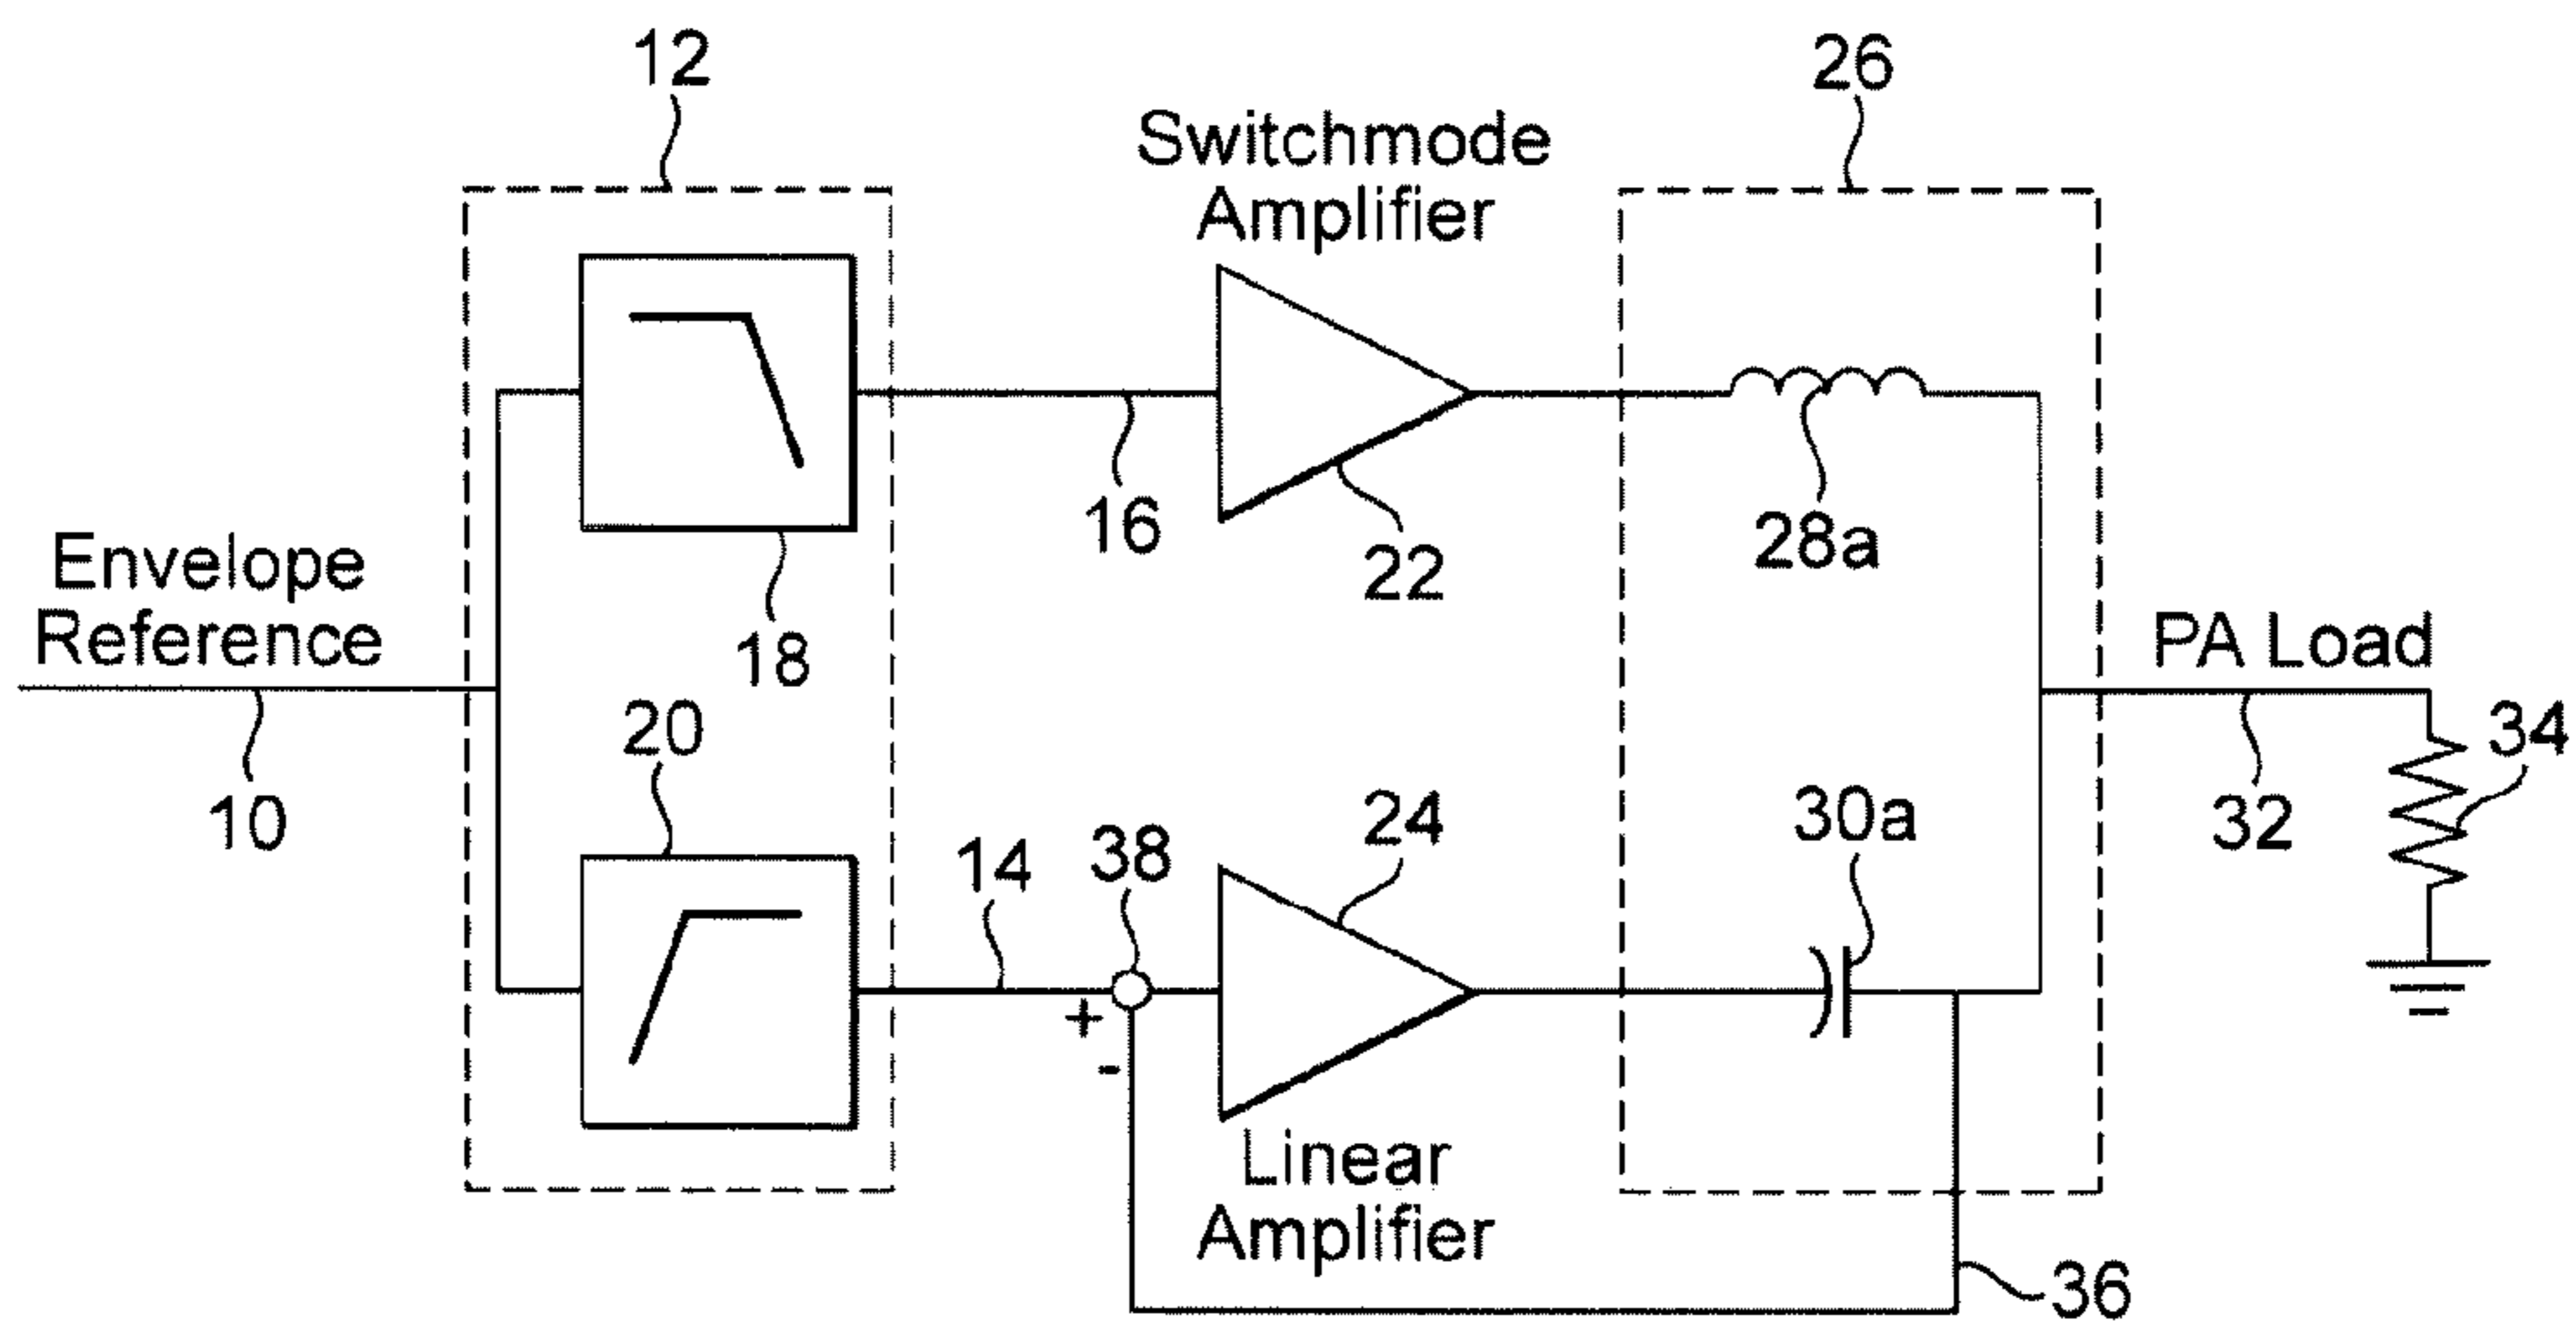 12
26
Switchmode
Amplifier
16
22
28a
Envelope
Reference
18
PA Load
10
20
34
32
14
38
24
30a
+
-
Linear
Amplifier
36